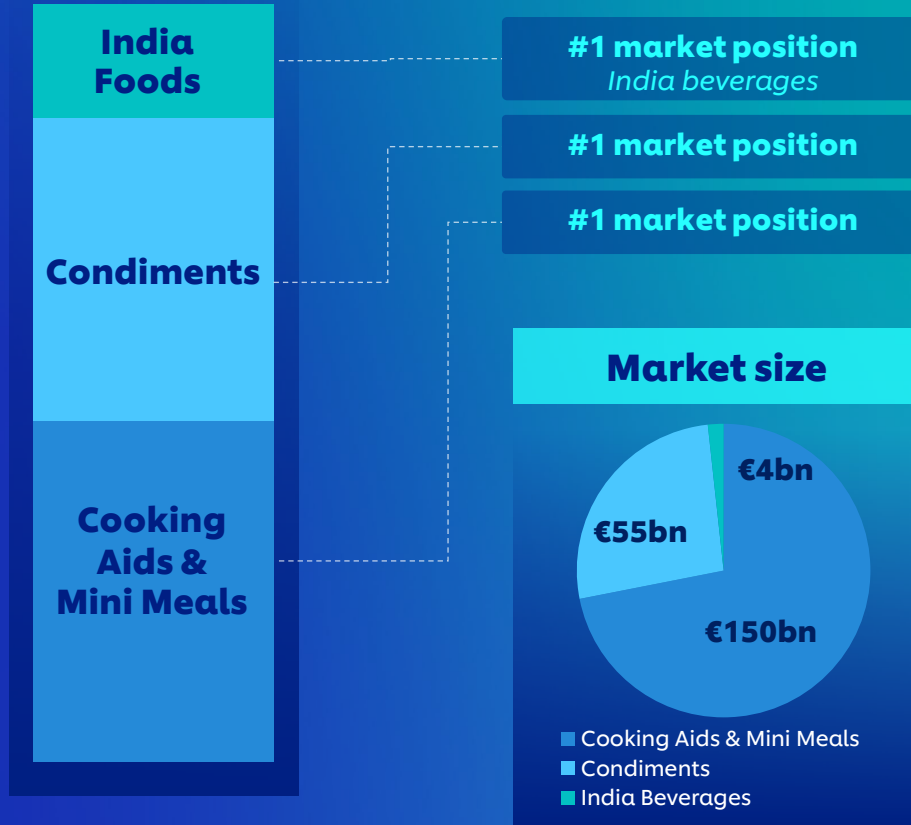 India
Foods
Condiments
Cooking
Aids &
Mini Meals
#1 market position
India beverages
#1 market position
#1 market position
Market size
€4bn
€55bn
€150bn
Cooking Aids & Mini Meals
Condiments
India Beverages